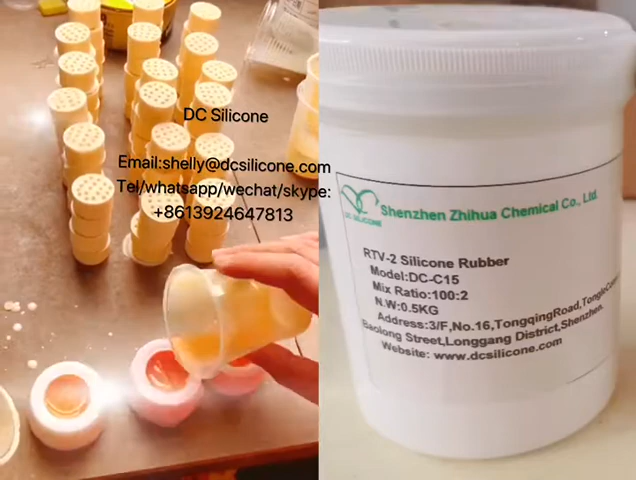 DC Silicone
Email:shelly@dcsilicone.com
Tel/whatsapp/wechat/skype:
+8613924647813
DC SILICONE
Shenzhen Zhihua Chemical Co., Ltd.
RTV-2 Silicone Rubber
Model:DC-C15
Mix Ratio:100:2
N.W:0.5KG
Address:3/F,No.16,TongqingRoad,
Baolong Street,Longgang District,Shenzhen.
Website: www.dcsilicone.com